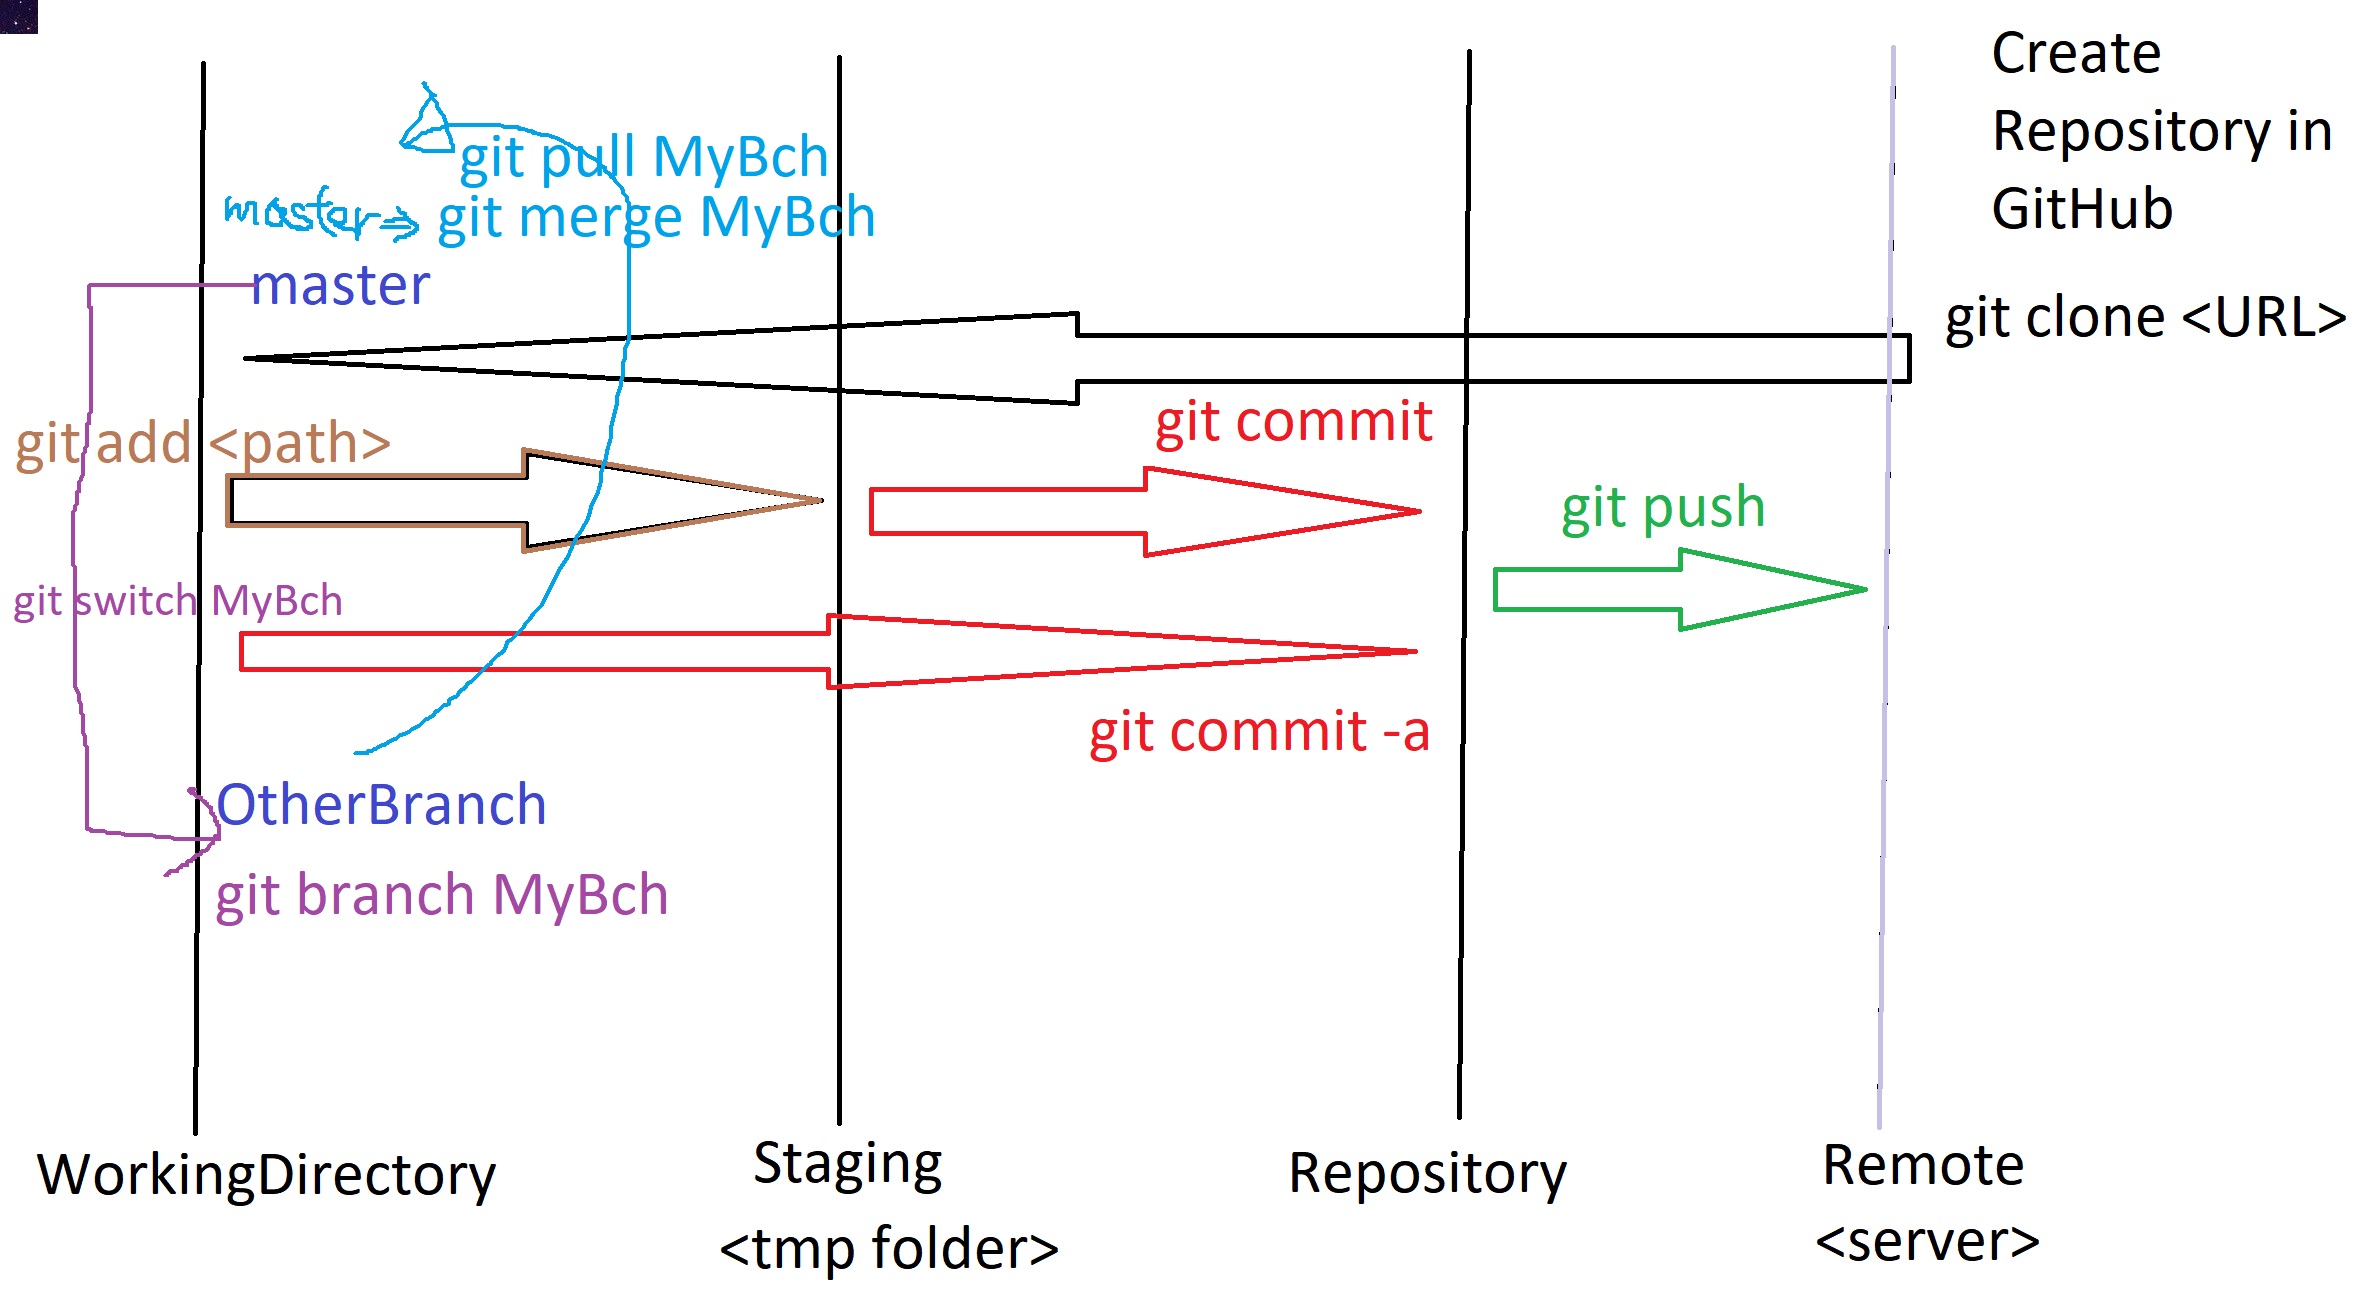 Create
Repository in
GitHub
git pull MyBch
master
git merge MyBch
master
git clone <URL>
git commit
git add <path>
git push
git switch MyBch
git commit -a
OtherBranch
git branch MyBch
WorkingDirectory
Staging
<tmp folder>
Repository
Remote
<server>